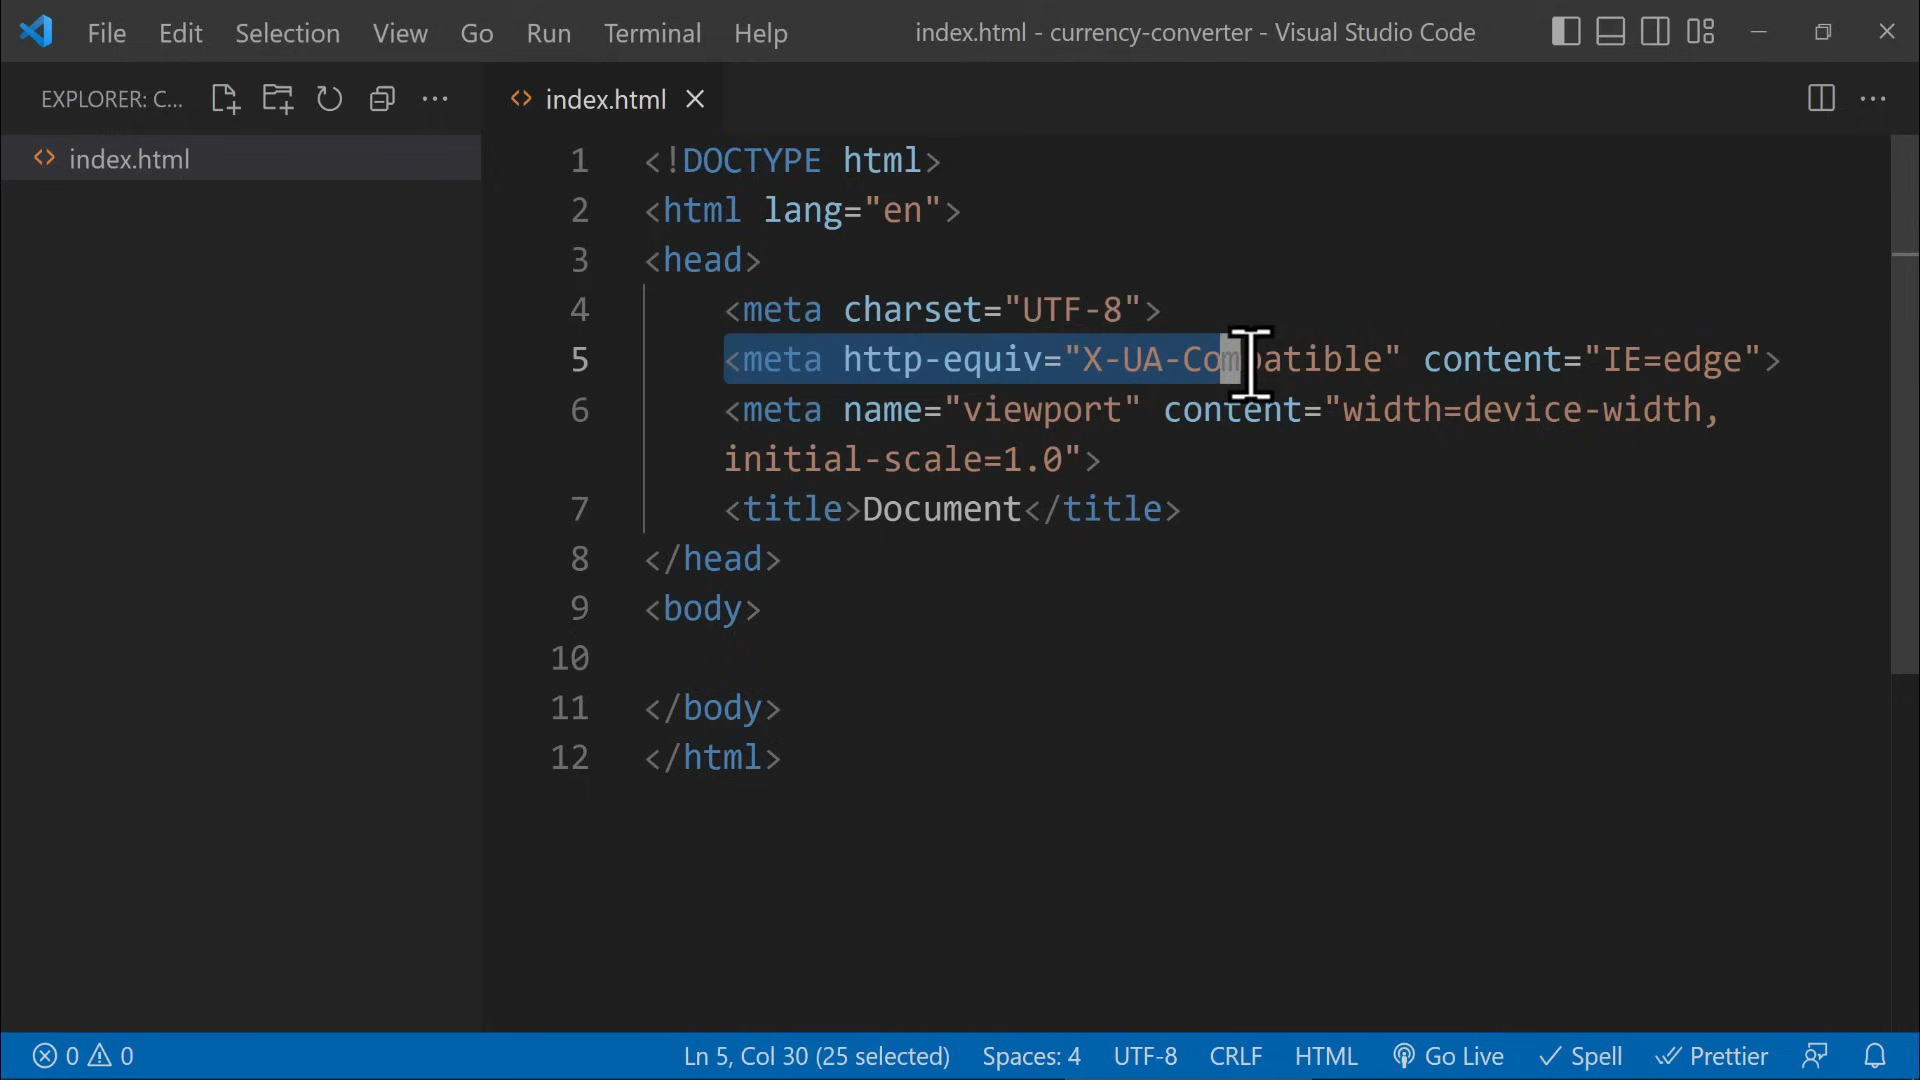 File Edit Selection View Go Run Terminal Help index.html - currency-converter - Visual Studio Code
EXPLORER: C...
index.html
index.html
1 <!DOCTYPE html>
2 <html lang="en">
3 <head>
4 <meta charset="UTF-8">
5 <meta http-equiv="X-UA-Compatible" content="IE=edge">
6 <meta name="viewport" content="width=device-width,
initial-scale=1.0">
7 <title>Document</title>
8 </head>
9 <body>
10
11 </body>
12 </html>
0 0 Ln 5, Col 30 (25 selected) Spaces: 4 UTF-8 CRLF HTML Go Live Spell Prettier